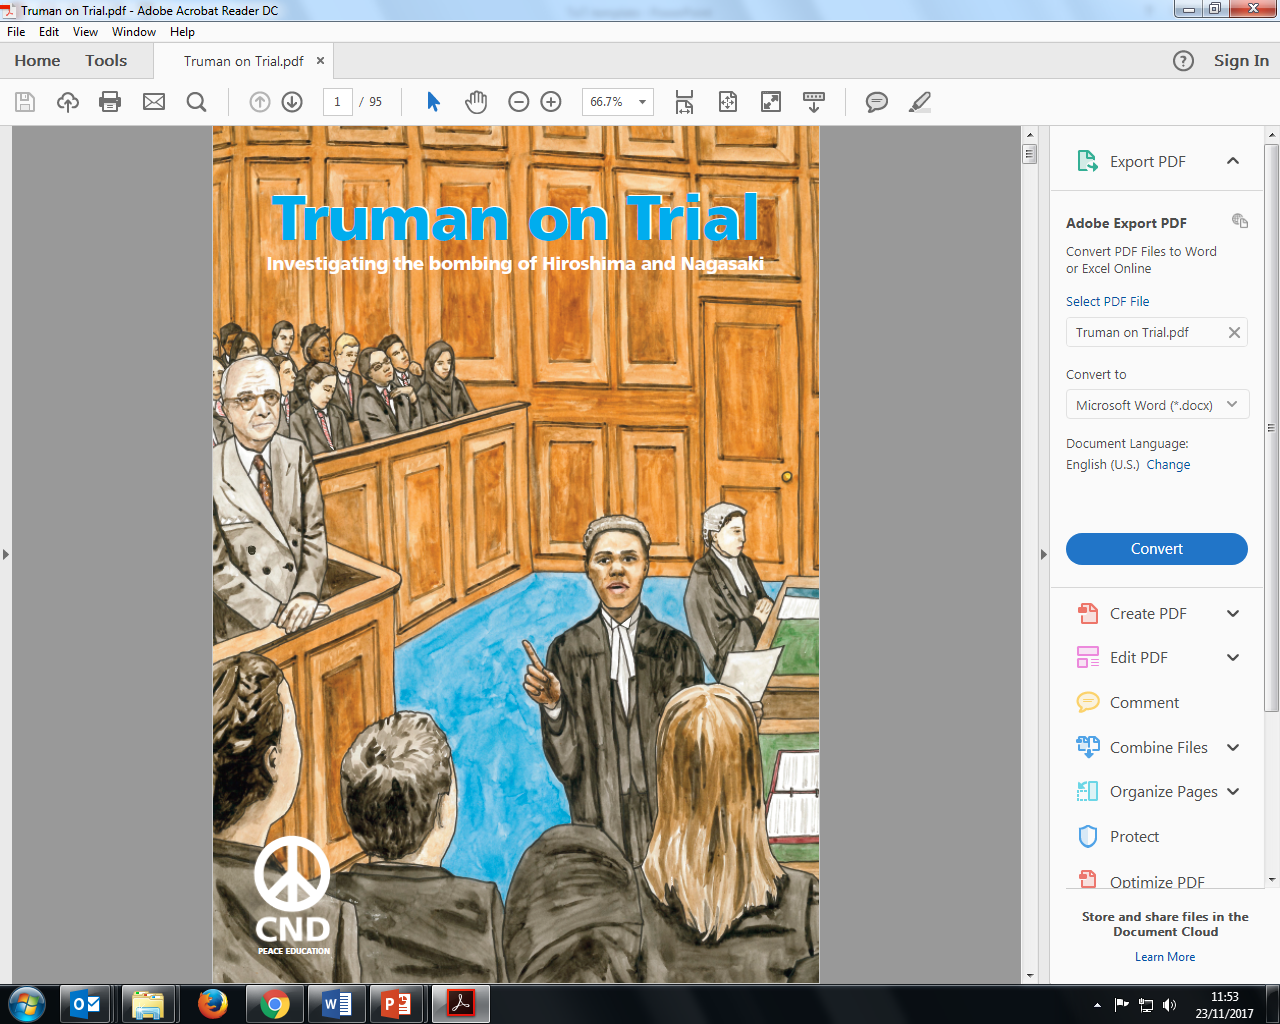 Truman on Trial.pdf - Adobe Acrobat Reader DC
File Edit View Window Help
Home Tools Truman on Trial.pdf × Sign In
1 / 95 66.7%
Truman on Trial
Investigating the bombing of Hiroshima and Nagasaki
CND
PEACE EDUCATION
Export PDF
Adobe Export PDF
Convert PDF Files to Word
or Excel Online
Select PDF File
Truman on Trial.pdf
Convert to
Microsoft Word (*.docx)
Document Language:
English (U.S.) Change
Convert
Create PDF
Edit PDF
Comment
Combine Files
Organize Pages
Protect
Optimize PDF
Store and share files in the
Document Cloud
Learn More
11:53
23/11/2017